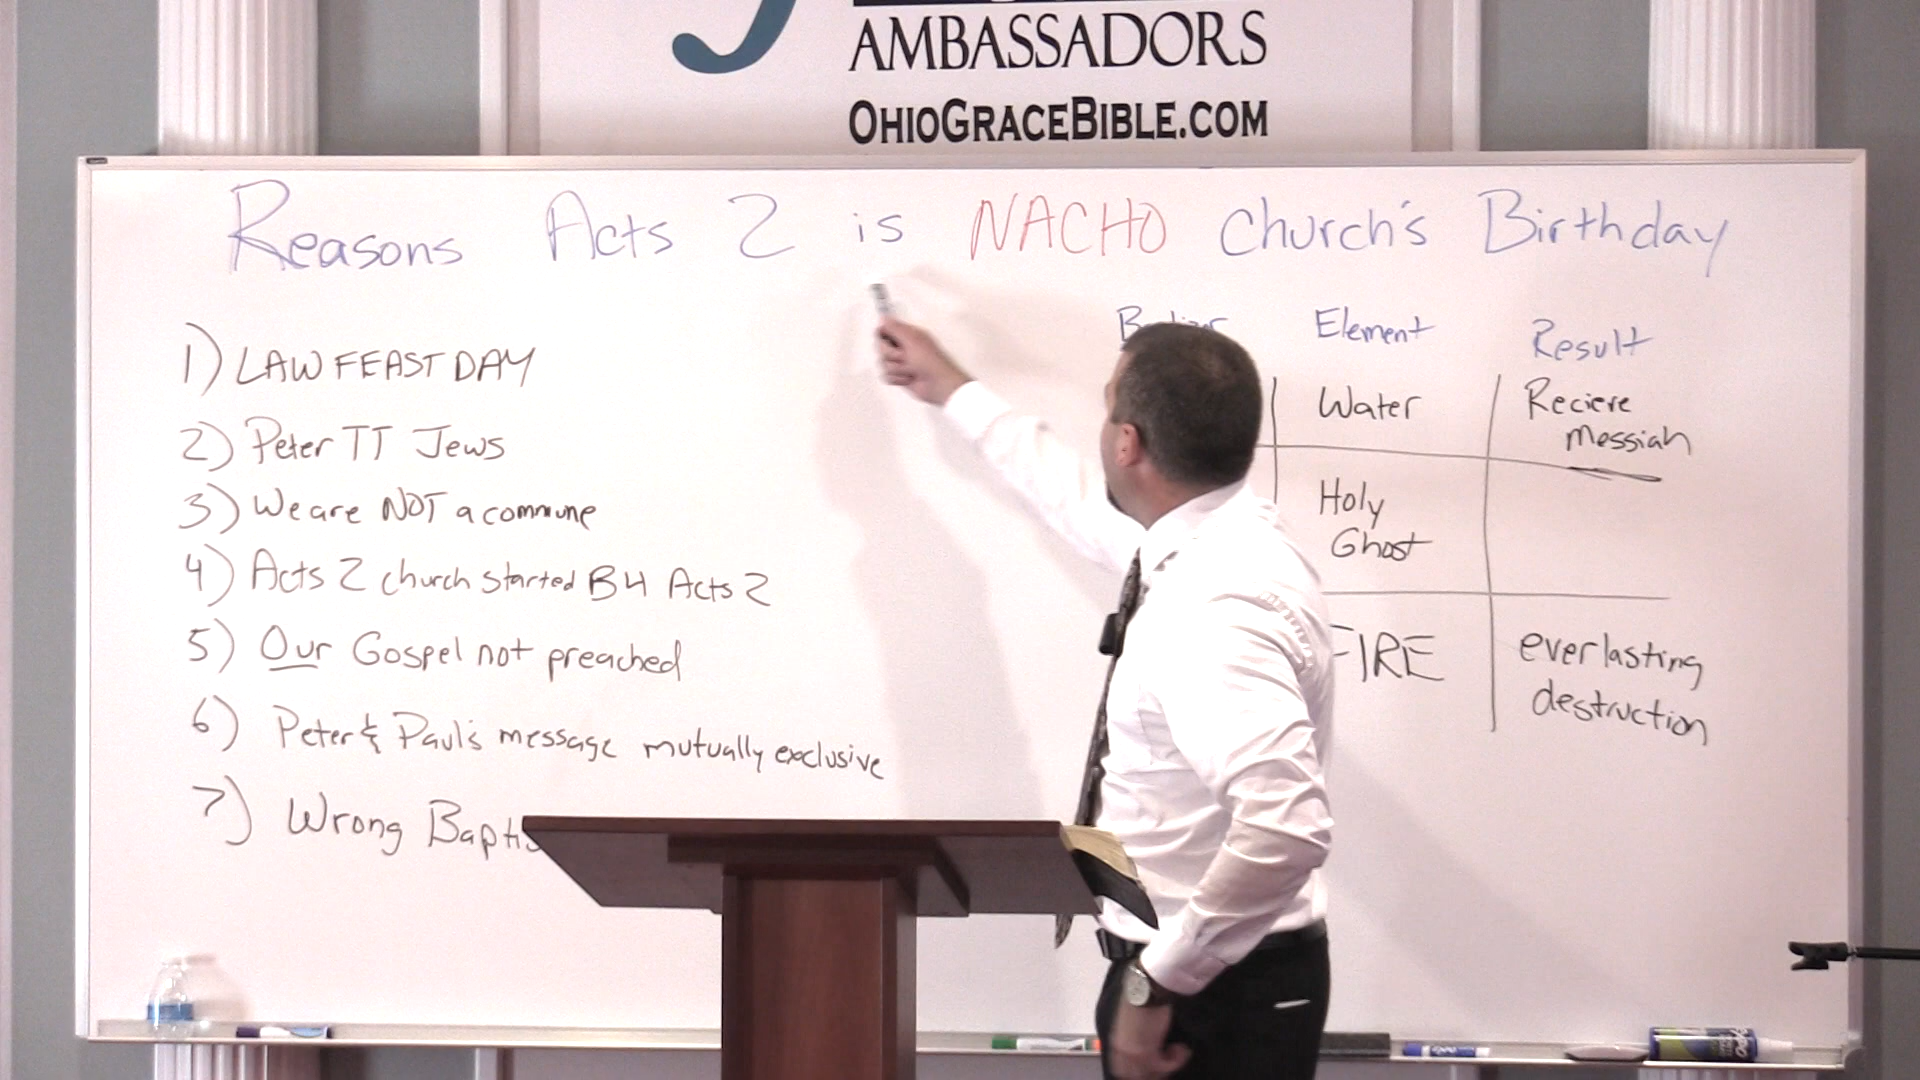 AMBASSADORS
OHIOGRACEBIBLE.COM
Reasons Acts 2 is NACHO Church's Birthday
1) LAW FEAST DAY
2) Peter TT Jews
3) We are NOT a commune
4) Acts 2 church started B4 Acts 2
5) Our Gospel not preached
6) Peter & Paul's message mutually exclusive
7) Wrong
Element
Result
Water
Recieve
Messiah
Holy
Ghost
FIRE
everlasting
destruction